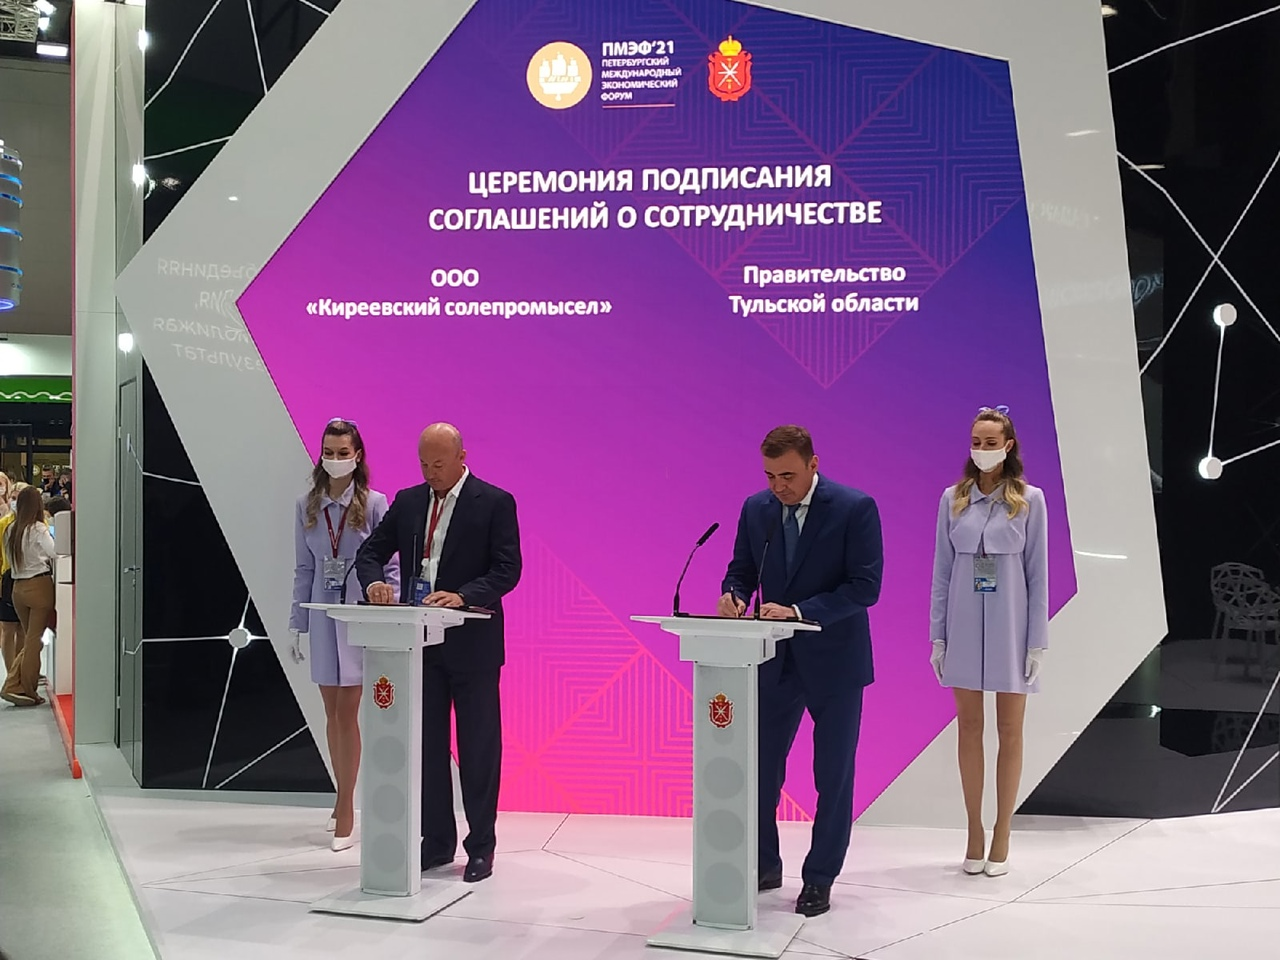 ПМЭФ'21
ПЕТЕРБУРГСКИЙ
МЕЖДУНАРОДНЫЙ
ЭКОНОМИЧЕСКИЙ
ФОРУМ
ЦЕРЕМОНИЯ ПОДПИСАНИЯ
СОГЛАШЕНИЙ О СОТРУДНИЧЕСТВЕ
ООО
«Киреевский солепромысел»
Правительство
Тульской области